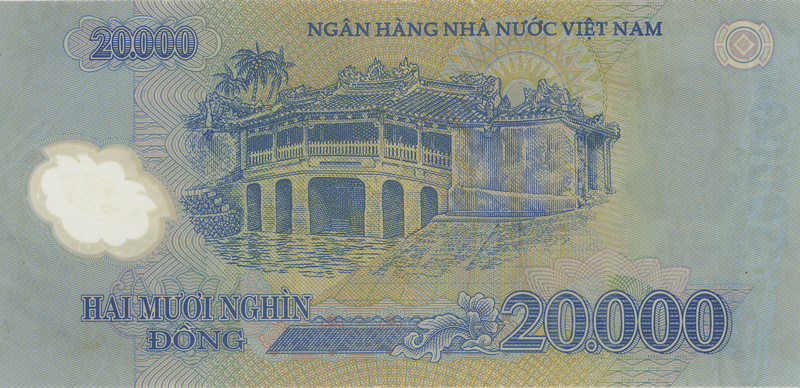 20.000
NGÂN HÀNG NHÀ NƯỚC VIỆT NAM
HAI MƯƠI NGHÌN
ĐỒNG
20.000